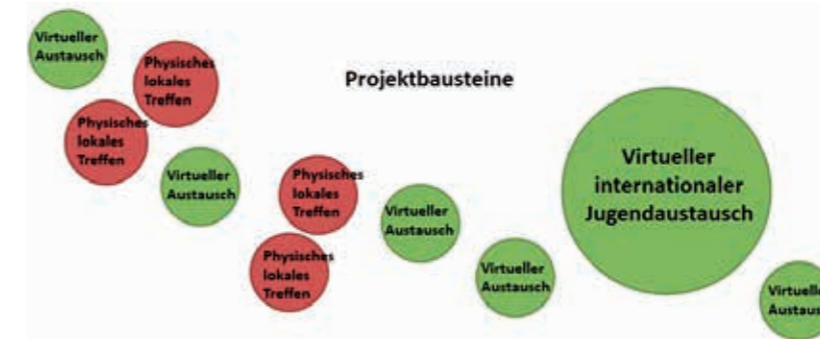 Virtueller
Austausch
Physisches
lokales
Treffen
Projektbausteine
Physisches
lokales
Treffen
Virtueller
Austausch
Physisches
lokales
Treffen
Virtueller
internationaler
Jugendaustausch
Virtueller
Austausch
Physisches
lokales
Treffen
Virtueller
Austausch